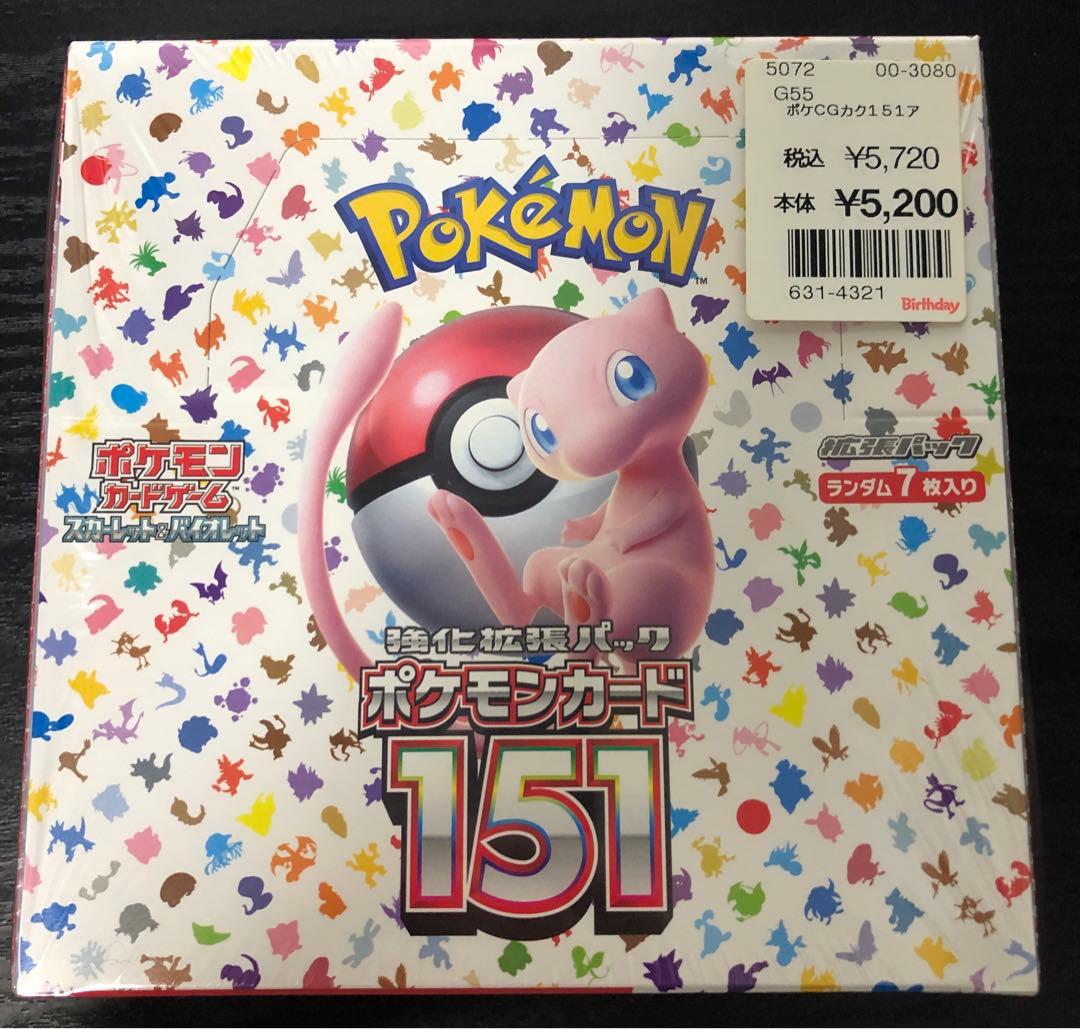 5072 00-3080
G55
ポケCGカク151ア
税込 ¥5,720
本体 ¥5,200
631-4321
Birthday
POKéMON
TM
ポケモン
カードゲーム
スカーレット&バイオレット
拡張パック
ランダム7枚入り
強化拡張パック
ポケモンカード
151